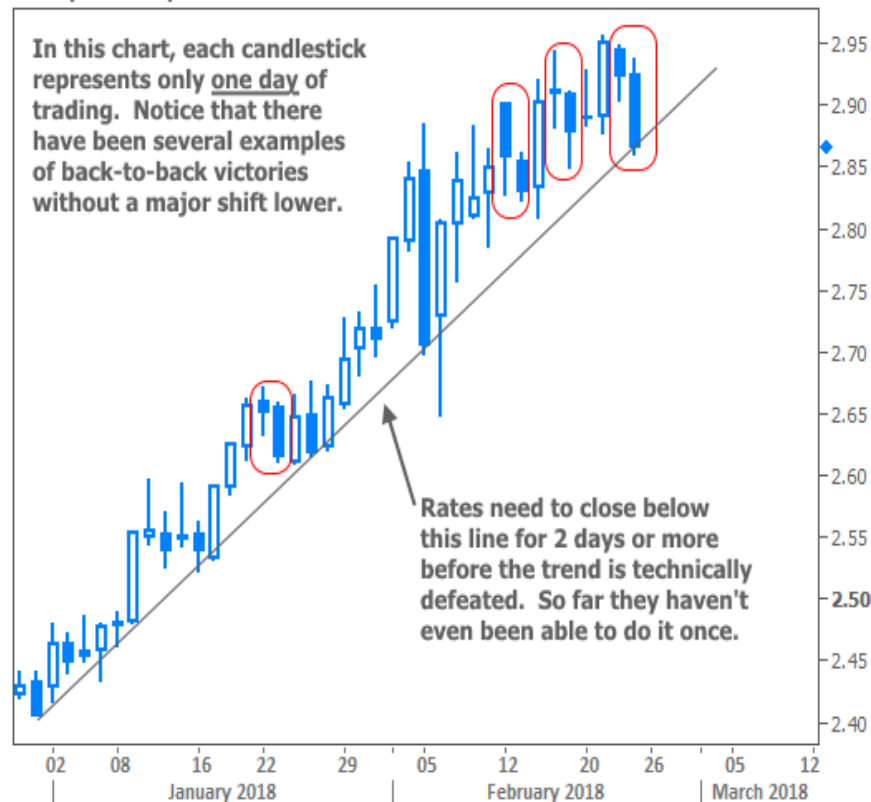 In this chart, each candlestick
represents only one day of
trading.  Notice that there
have been several examples
of back-to-back victories
without a major shift lower.
Rates need to close below
this line for 2 days or more
before the trend is technically
defeated.  So far they haven't
even been able to do it once.
2.95
2.90
2.85
2.80
2.75
2.70
2.65
2.60
2.55
2.50
2.45
2.40
02 08 16 22 29 05 12 20 26 05 12
January 2018 February 2018 March 2018